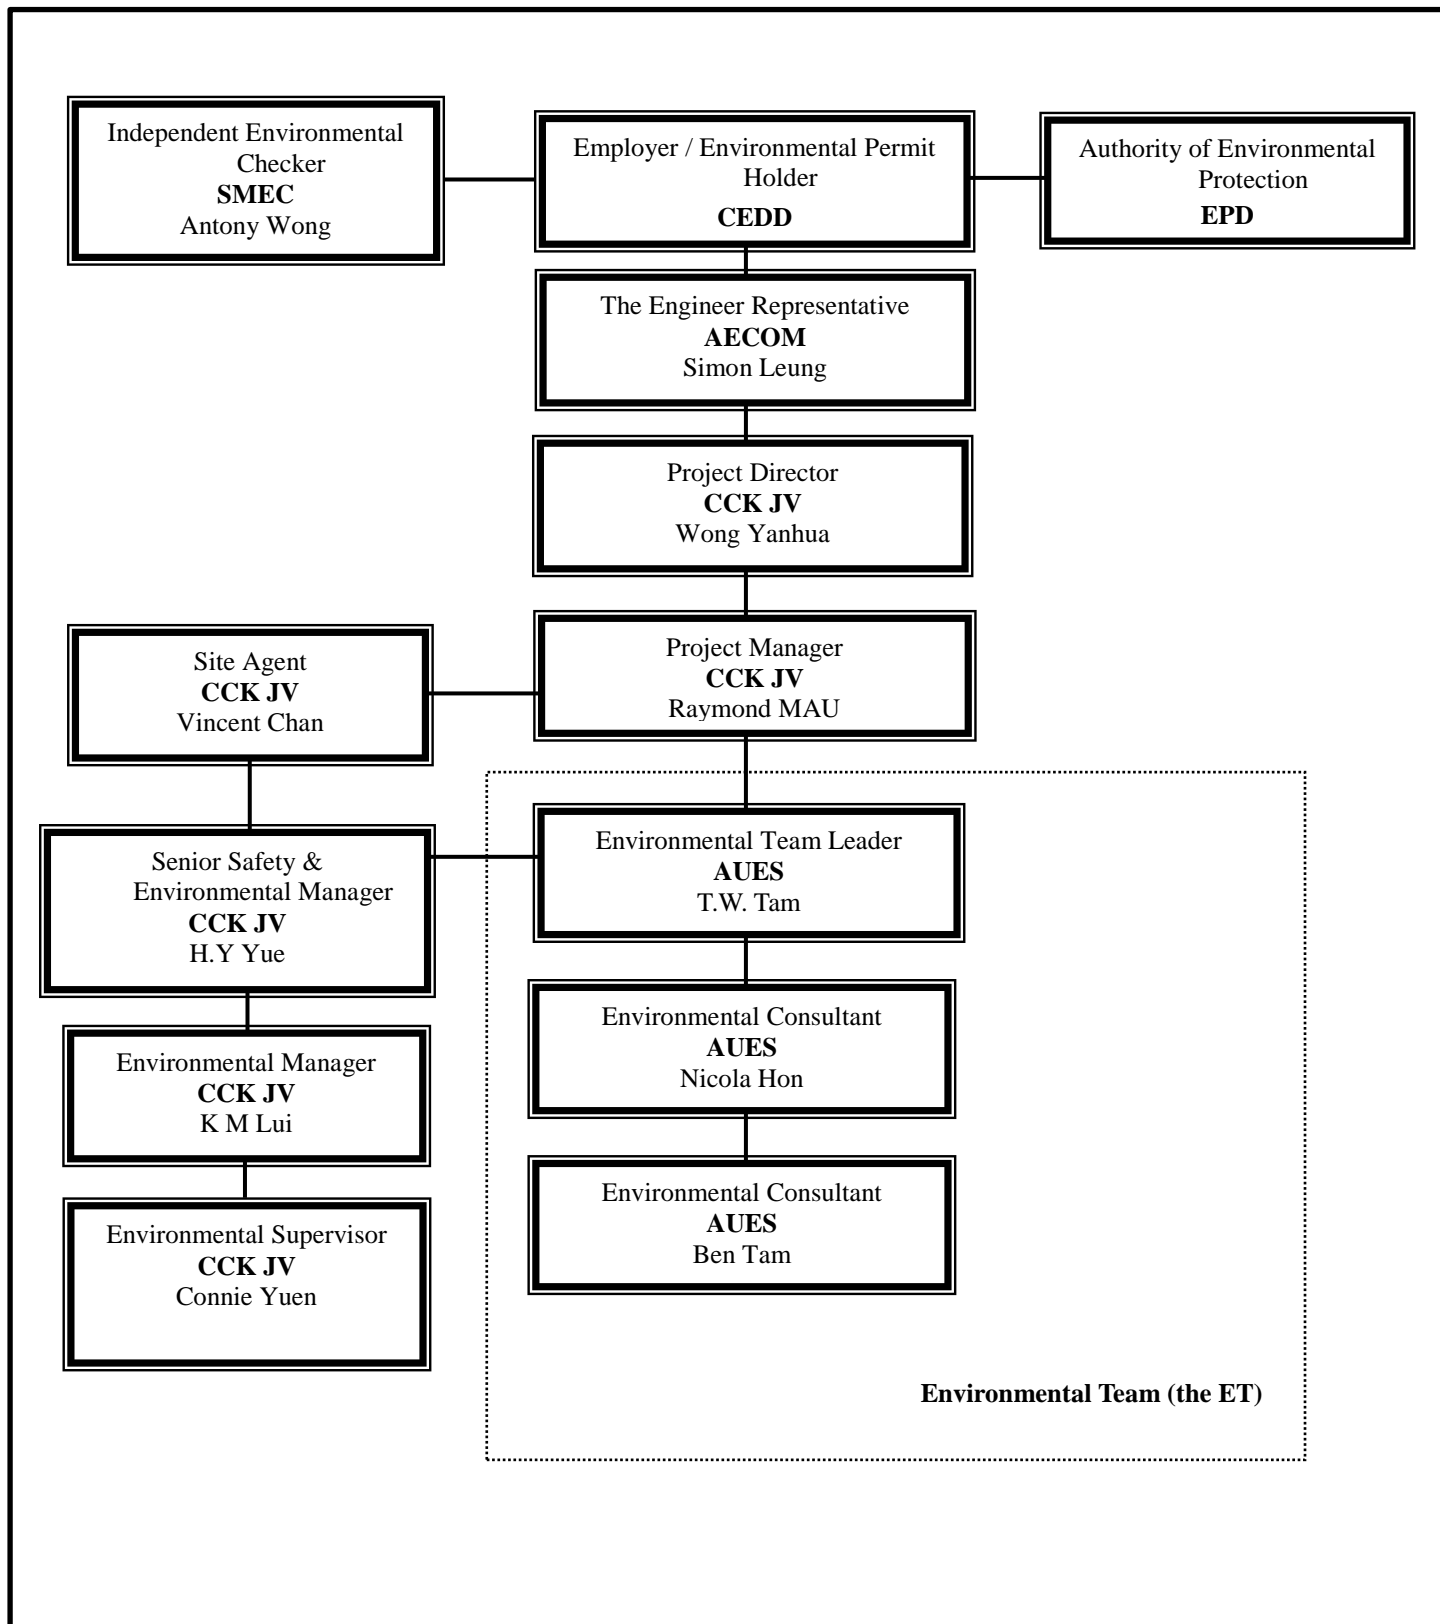 Independent Environmental
Checker
SMEC
Antony Wong
Employer / Environmental Permit
Holder
CEDD
Authority of Environmental
Protection
EPD
The Engineer Representative
AECOM
Simon Leung
Project Director
CCK JV
Wong Yanhua
Project Manager
CCK JV
Raymond MAU
Site Agent
CCK JV
Vincent Chan
Senior Safety &
Environmental Manager
CCK JV
H.Y Yue
Environmental Team Leader
AUES
T.W. Tam
Environmental Manager
CCK JV
K M Lui
Environmental Consultant
AUES
Nicola Hon
Environmental Supervisor
CCK JV
Connie Yuen
Environmental Consultant
AUES
Ben Tam
Environmental Team (the ET)